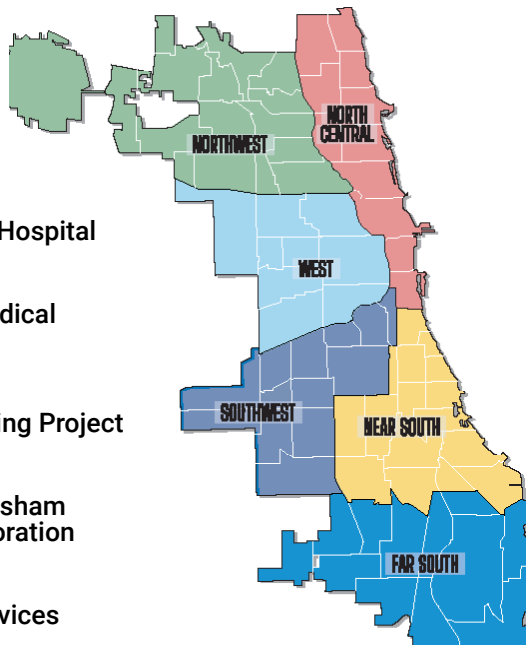 Hospital
dical
ing Project
sham
oration
vices
NORTH
CENTRAL
NORTHWEST
WEST
SOUTHWEST
NEAR SOUTH
FAR SOUTH